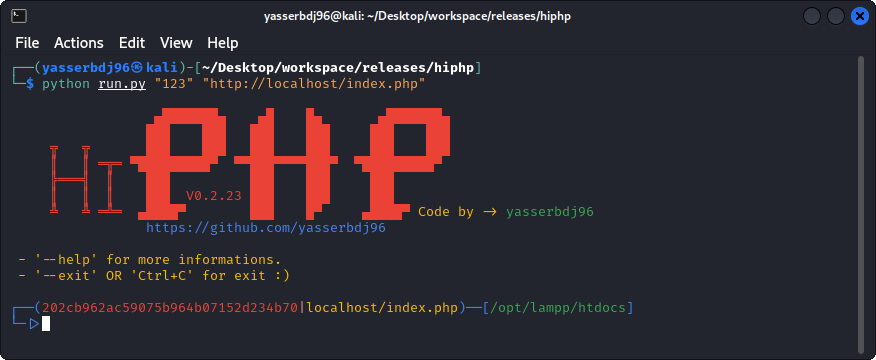 yasserbdj96@kali: ~/Desktop/workspace/releases/hiphp
File Actions Edit View Help
┌──(yasserbdj96㉿kali)-[~/Desktop/workspace/releases/hiphp]
└─$ python run.py "123" "http://localhost/index.php"
HI PHP
V0.2.23
Code by -> yasserbdj96
https://github.com/yasserbdj96
- '--help' for more informations.
- '--exit' OR 'Ctrl+C' for exit :)
┌──(202cb962ac59075b964b07152d234b70|localhost/index.php)──[/opt/lampp/htdocs]
└─▷